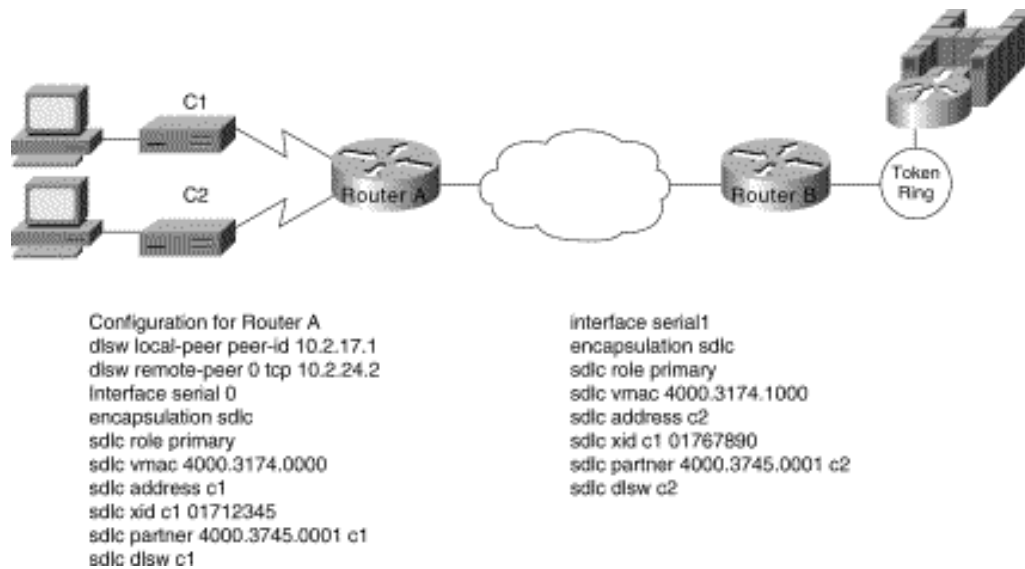 C1
C2
Router A
Router B
Token
Ring
Configuration for Router A
dlsw local-peer peer-id 10.2.17.1
dlsw remote-peer 0 tcp 10.2.24.2
Interface serial 0
encapsulation sdlc
sdlc role primary
sdlc vmac 4000.3174.0000
sdlc address c1
sdlc xid c1 01712345
sdlc partner 4000.3745.0001 c1
sdlc dlsw c1
interface serial1
encapsulation sdlc
sdlc role primary
sdlc vmac 4000.3174.1000
sdlc address c2
sdlc xid c1 01767890
sdlc partner 4000.3745.0001 c2
sdlc dlsw c2